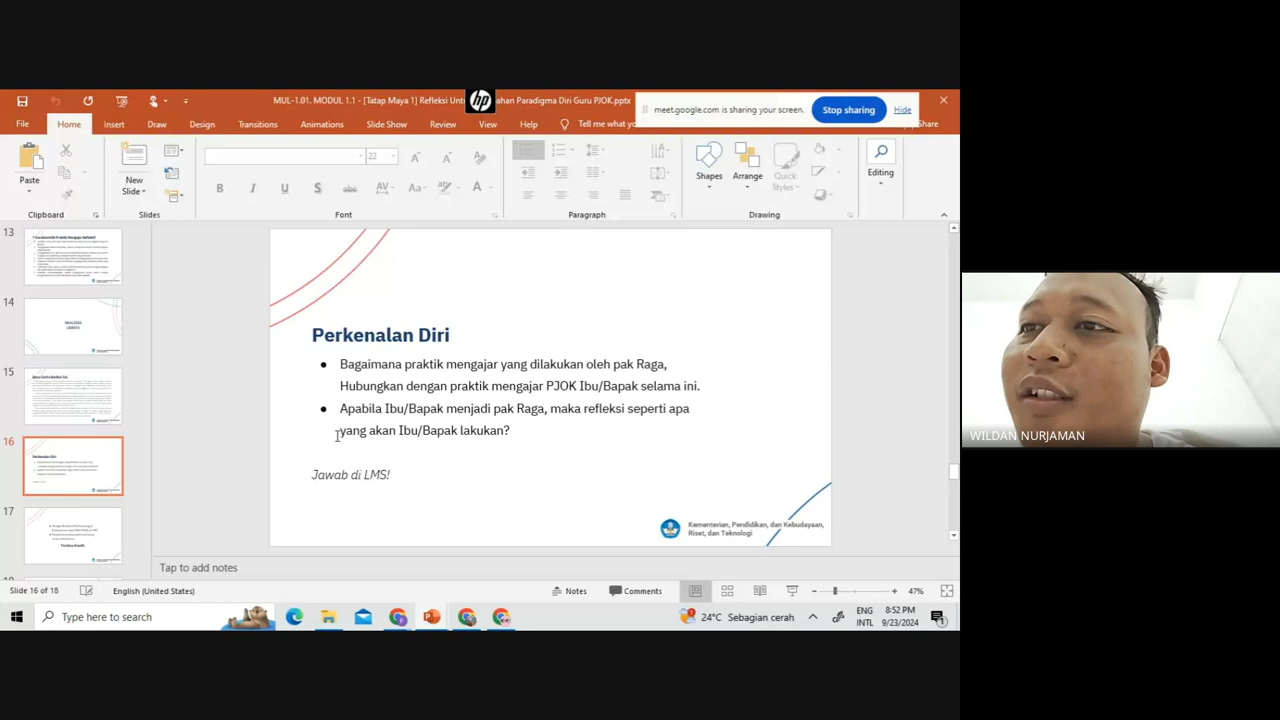 MUL-1.01. MODUL 1.1 - [Tatap Maya 1] Refleksi Unt
ahan Paradigma Diri Guru PJOK.pptx
hp
meet.google.com is sharing your screen.
Stop sharing
Hide
File
Home
Insert
Draw
Design
Transitions
Animations
Slide Show
Review
View
Help
Tell me
Share
Paste
New
Slide
22
B
I
U
S
abc
AV
Aa
A
Shapes
Arrange
Quick
Styles
Editing
Clipboard
Slides
Font
Paragraph
Drawing
13
14
15
16
17
Perkenalan Diri
Bagaimana praktik mengajar yang dilakukan oleh pak Raga,
Hubungkan dengan praktik mengajar PJOK Ibu/Bapak selama ini.
Apabila Ibu/Bapak menjadi pak Raga, maka refleksi seperti apa
yang akan Ibu/Bapak lakukan?
Jawab di LMS!
Kementerian, Pendidikan, dan Kebudayaan,
Riset, dan Teknologi
WILDAN NURJAMAN
Tap to add notes
Slide 16 of 18
English (United States)
Notes
Comments
47%
Type here to search
24°C Sebagian cerah
ENG
INTL
8:52 PM
9/23/2024